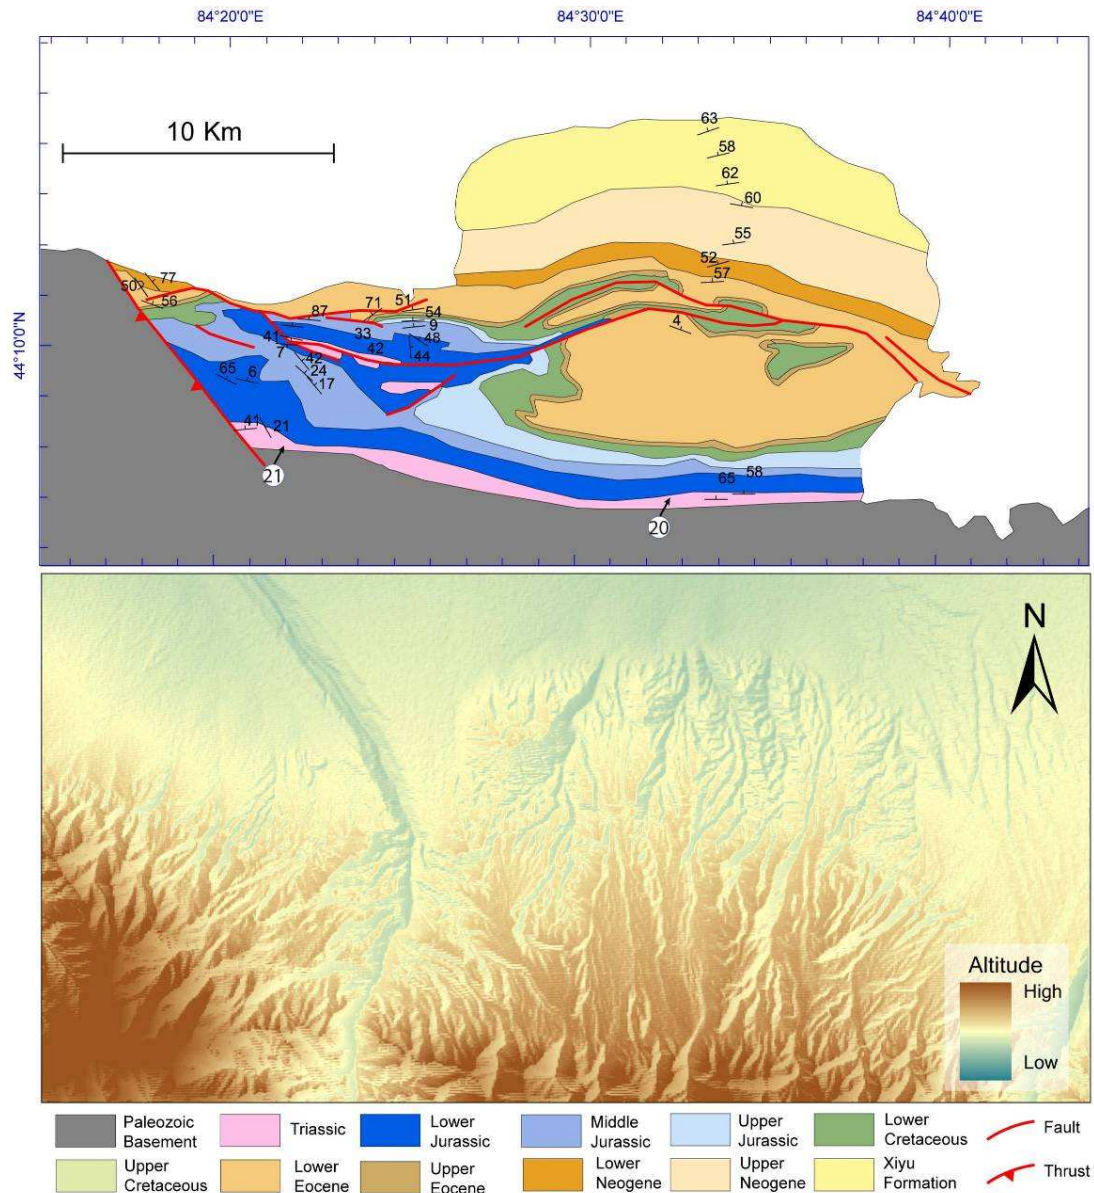 84°20'0"E 84°30'0"E 84°40'0"E
10 Km
44°10'0"N
63
58
62
60
55
52
57
50?
77
56
87
71
51
54
9
33
48
44
42
41
7
42
24
17
65
6
41
21
4
65
58
21
20
N
Altitude
High
Low
Paleozoic
Basement
Triassic
Lower
Jurassic
Middle
Jurassic
Upper
Jurassic
Lower
Cretaceous
Fault
Upper
Cretaceous
Lower
Eocene
Upper
Eocene
Lower
Neogene
Upper
Neogene
Xiyu
Formation
Thrust